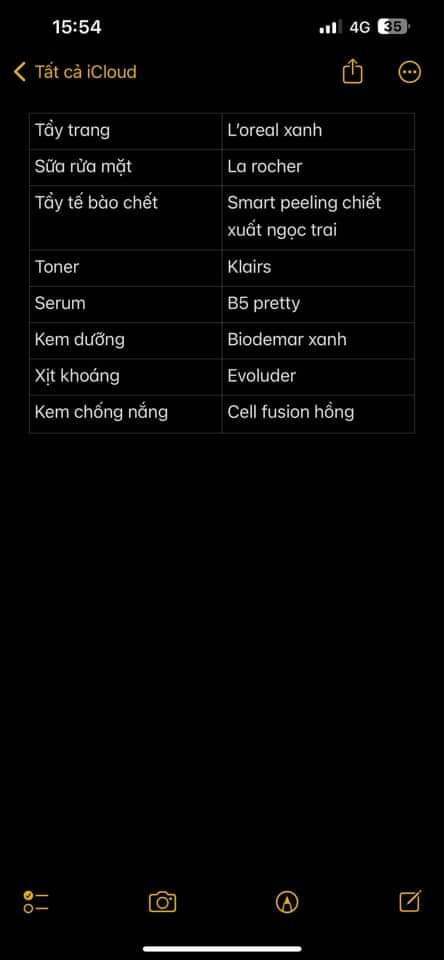 15:54
4G 35
Tất cả iCloud
Tẩy trang L'oreal xanh
Sữa rửa mặt La rocher
Tẩy tế bào chết Smart peeling chiết
xuất ngọc trai
Toner Klairs
Serum B5 pretty
Kem dưỡng Biodemar xanh
Xịt khoáng Evoluder
Kem chống nắng Cell fusion hồng